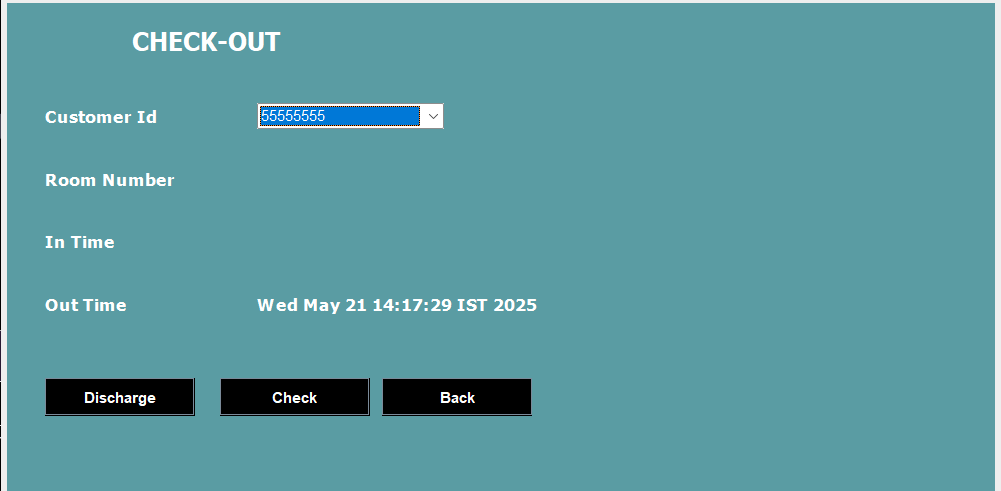 CHECK-OUT
Customer Id 55555555
Room Number
In Time
Out Time Wed May 21 14:17:29 IST 2025
Discharge Check Back